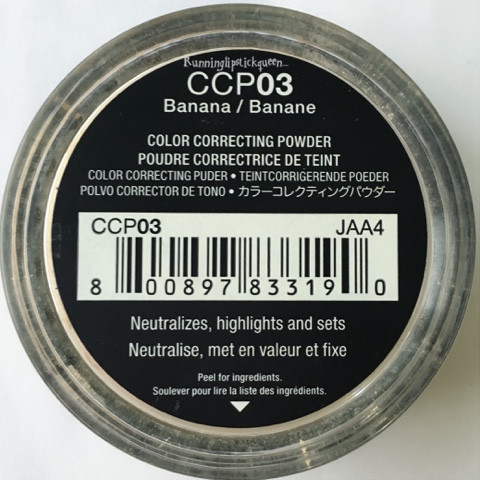 Runninglipstickqueen...
CCP03
Banana / Banane
COLOR CORRECTING POWDER
POUDRE CORRECTRICE DE TEINT
COLOR CORRECTING PUDER • TEINTCORRIGERENDE POEDER
POLVO CORRECTOR DE TONO • カラーコレクティングパウダー
CCP03 JAA4
8 00897 83319 0
Neutralizes, highlights and sets
Neutralise, met en valeur et fixe
Peel for ingredients.
Soulever pour lire la liste des ingrédients.